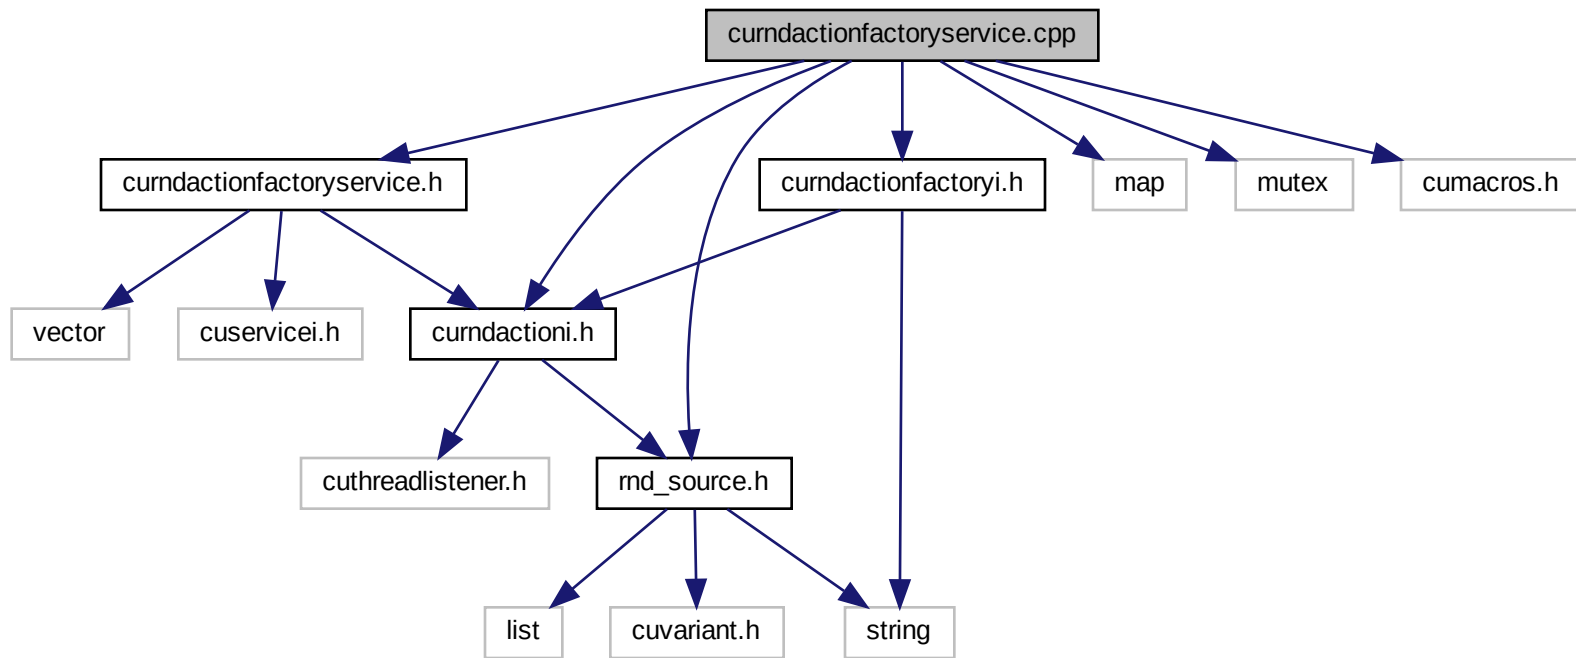 curndactionfactoryservice.cpp
curndactionfactoryservice.h
curndactionfactoryi.h
map
mutex
cumacros.h
vector
cuservicei.h
curndactioni.h
cuthreadlistener.h
rnd_source.h
list
cuvariant.h
string